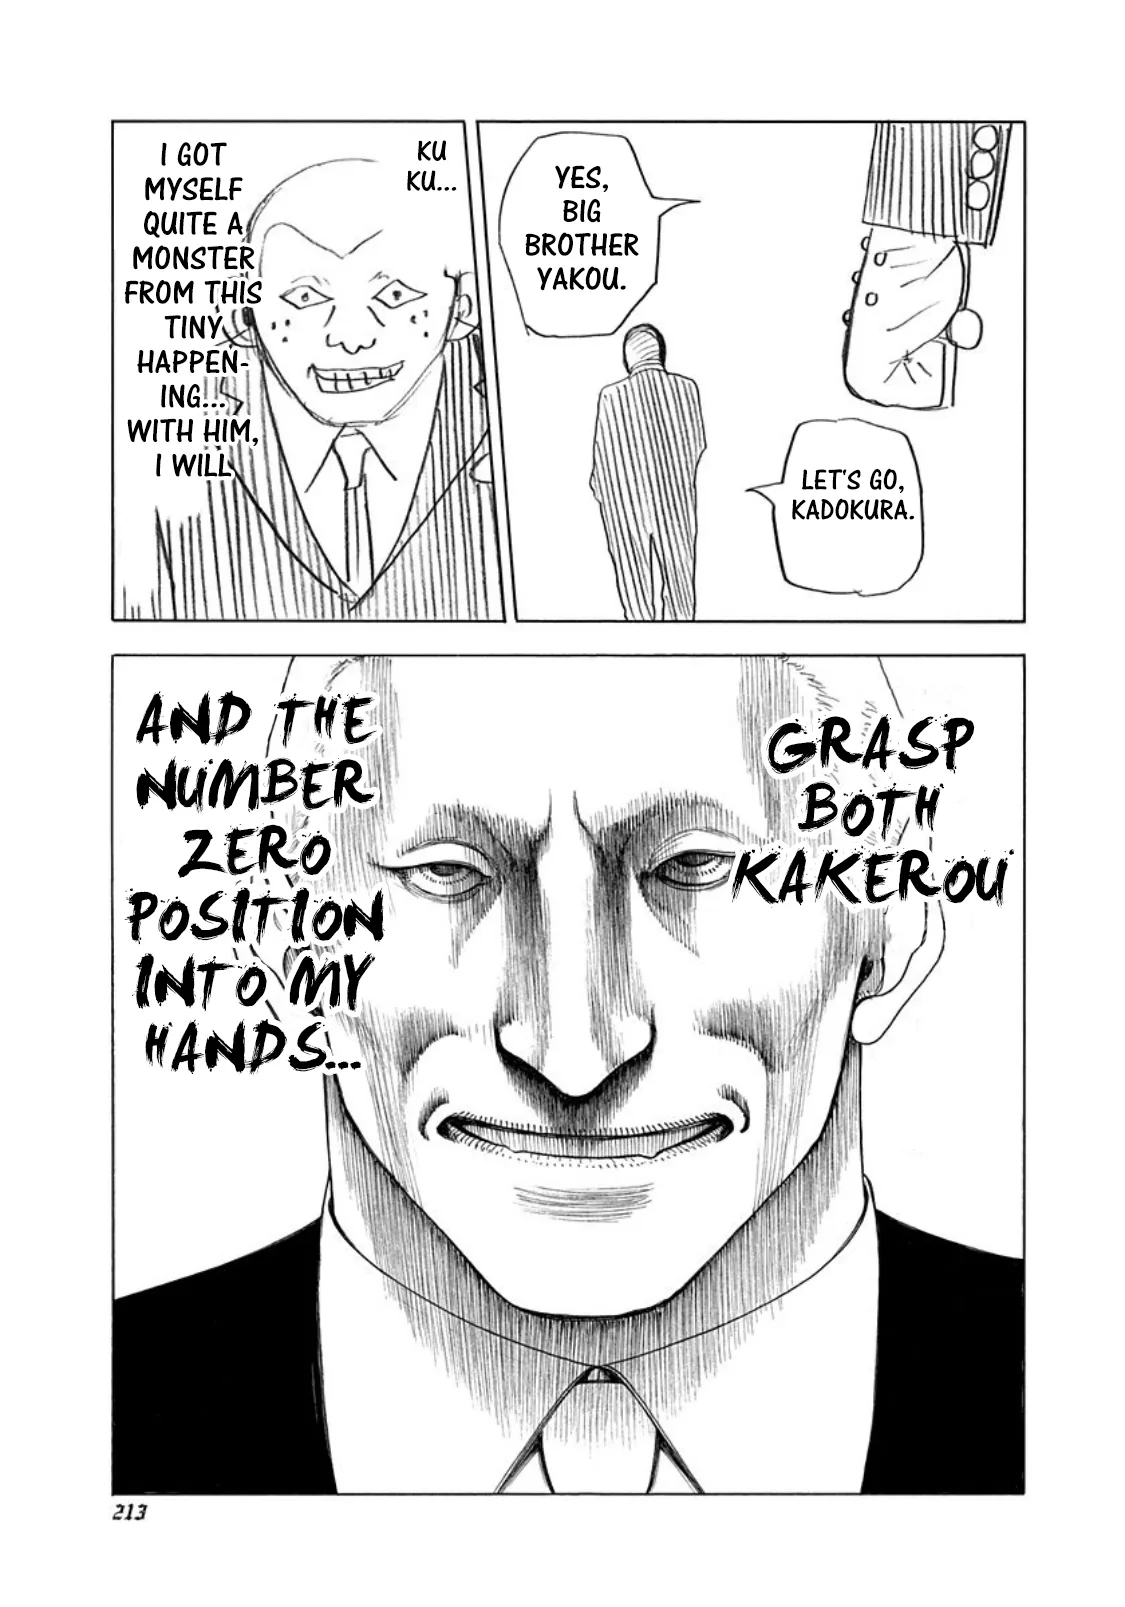 LET'S GO,
KADOKURA.
YES,
BIG
BROTHER
YAKOU.
KU
KU...
I GOT
MYSELF
QUITE A
MONSTER
FROM THIS
TINY
HAPPEN-
ING...
WITH HIM,
I WILL
GRASP
BOTH
KAKEROU
AND THE
NUMBER
ZERO
POSITION
INTO MY
HANDS...
213